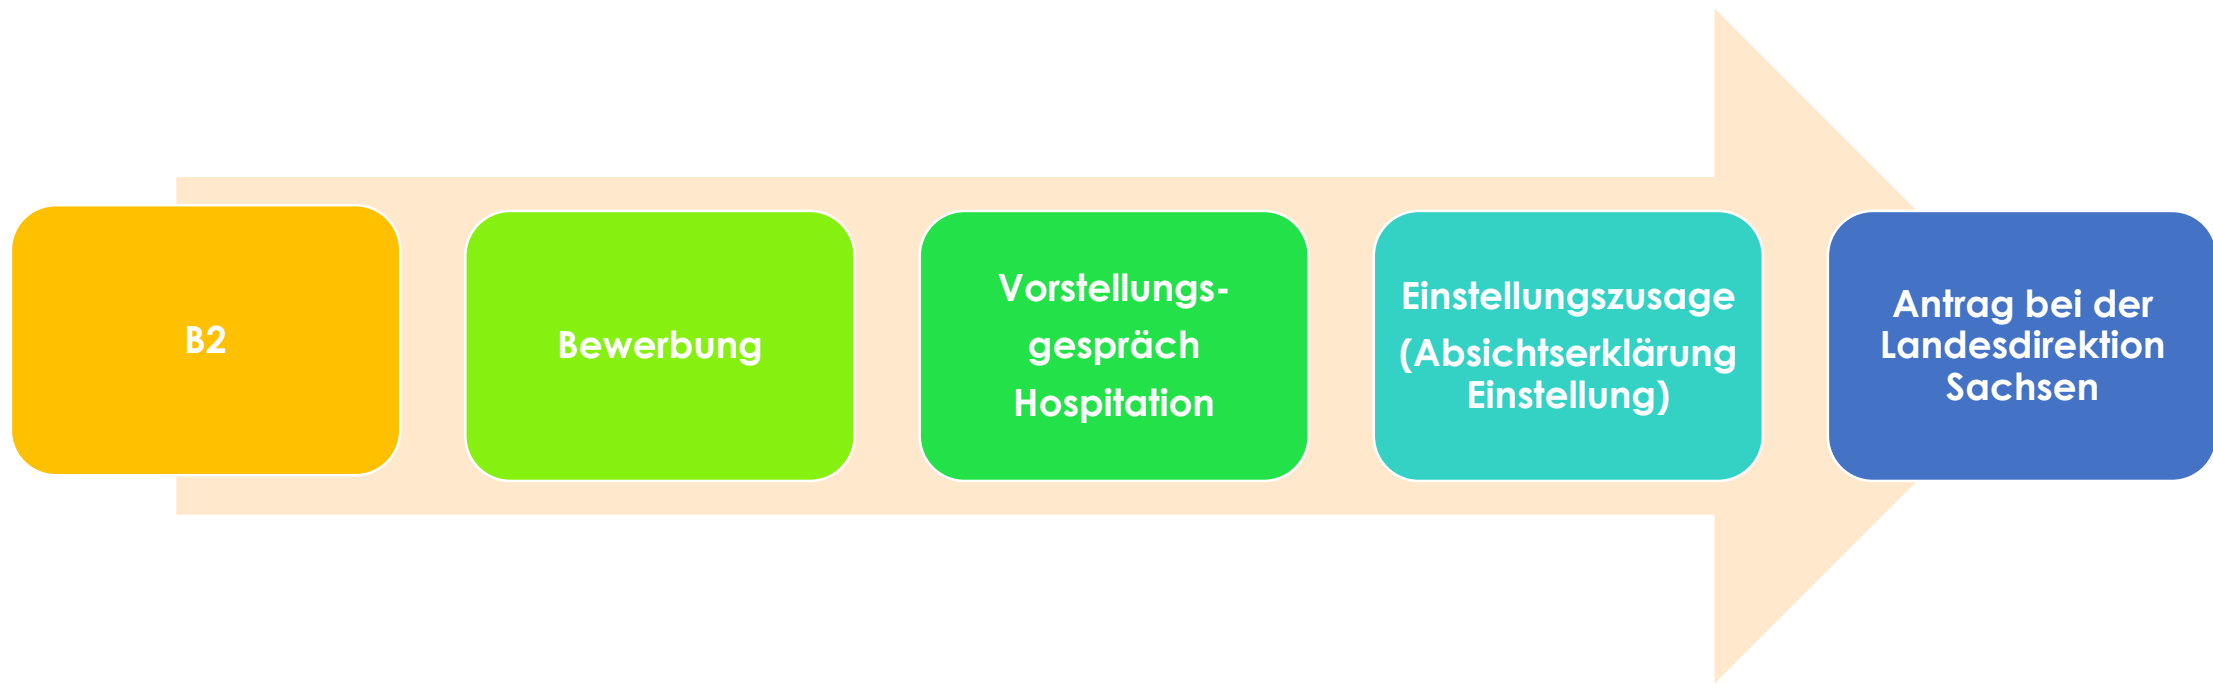 B2
Bewerbung
Vorstellungs-
gespräch
Hospitation
Einstellungszusage
(Absichtserklärung
Einstellung)
Antrag bei der
Landesdirektion
Sachsen